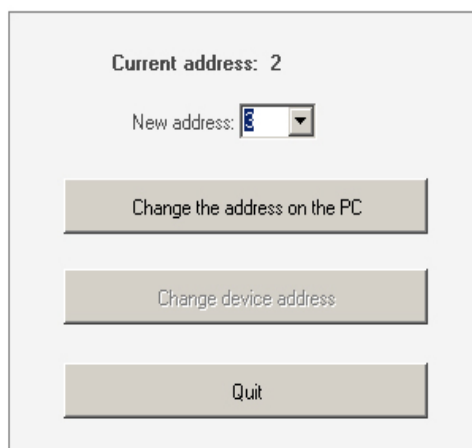 Current address: 2
New address: 3
Change the address on the PC
Change device address
Quit